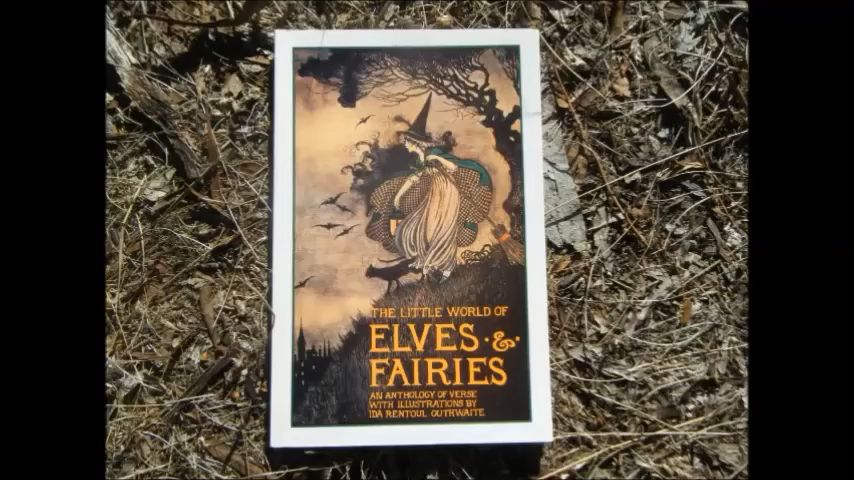 THE LITTLE WORLD OF
ELVES · & ·
FAIRIES
AN ANTHOLOGY OF VERSE
WITH ILLUSTRATIONS BY
IDA RENTOUL OUTHWAITE